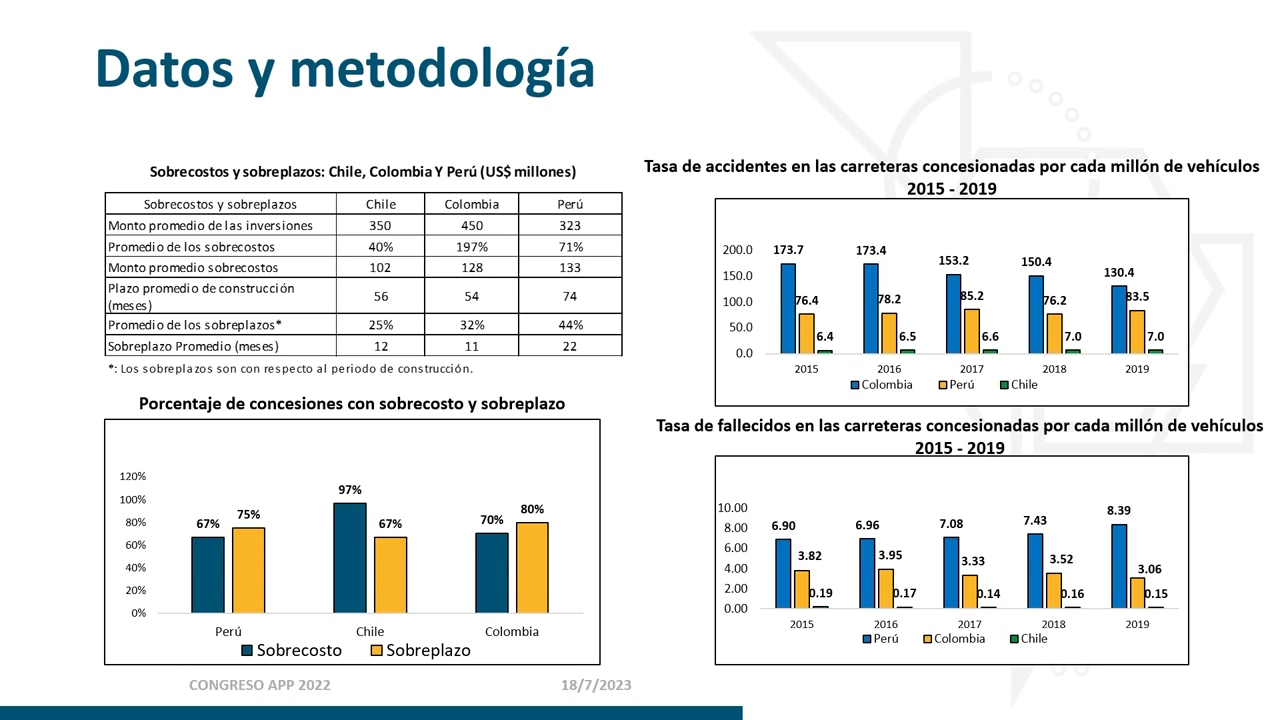 Datos y metodología
Sobrecostos y sobreplazos: Chile, Colombia Y Perú (US$ millones)
Sobrecostos y sobreplazos Chile Colombia Perú
Monto promedio de las inversiones 350 450 323
Promedio de los sobrecostos 40% 197% 71%
Monto promedio sobrecostos 102 128 133
Plazo promedio de construcción
(meses) 56 54 74
Promedio de los sobreplazos* 25% 32% 44%
Sobreplazo Promedio (meses) 12 11 22
*: Los sobreplazos son con respecto al periodo de construcción.
Porcentaje de concesiones con sobrecosto y sobreplazo
120%
100%
80%
60%
40%
20%
0%
67% 75% 97% 67% 70% 80%
Perú Chile Colombia
Sobrecosto Sobreplazo
Tasa de accidentes en las carreteras concesionadas por cada millón de vehículos
2015 - 2019
200.0
150.0
100.0
50.0
0.0
173.7 173.4 153.2 150.4 130.4
76.4 78.2 85.2 76.2 83.5
6.4 6.5 6.6 7.0 7.0
2015 2016 2017 2018 2019
Colombia Perú Chile
Tasa de fallecidos en las carreteras concesionadas por cada millón de vehículos
2015 - 2019
10.00
8.00
6.00
4.00
2.00
0.00
6.90 6.96 7.08 7.43 8.39
3.82 3.95 3.33 3.52 3.06
0.19 0.17 0.14 0.16 0.15
2015 2016 2017 2018 2019
Perú Colombia Chile
CONGRESO APP 2022 18/7/2023